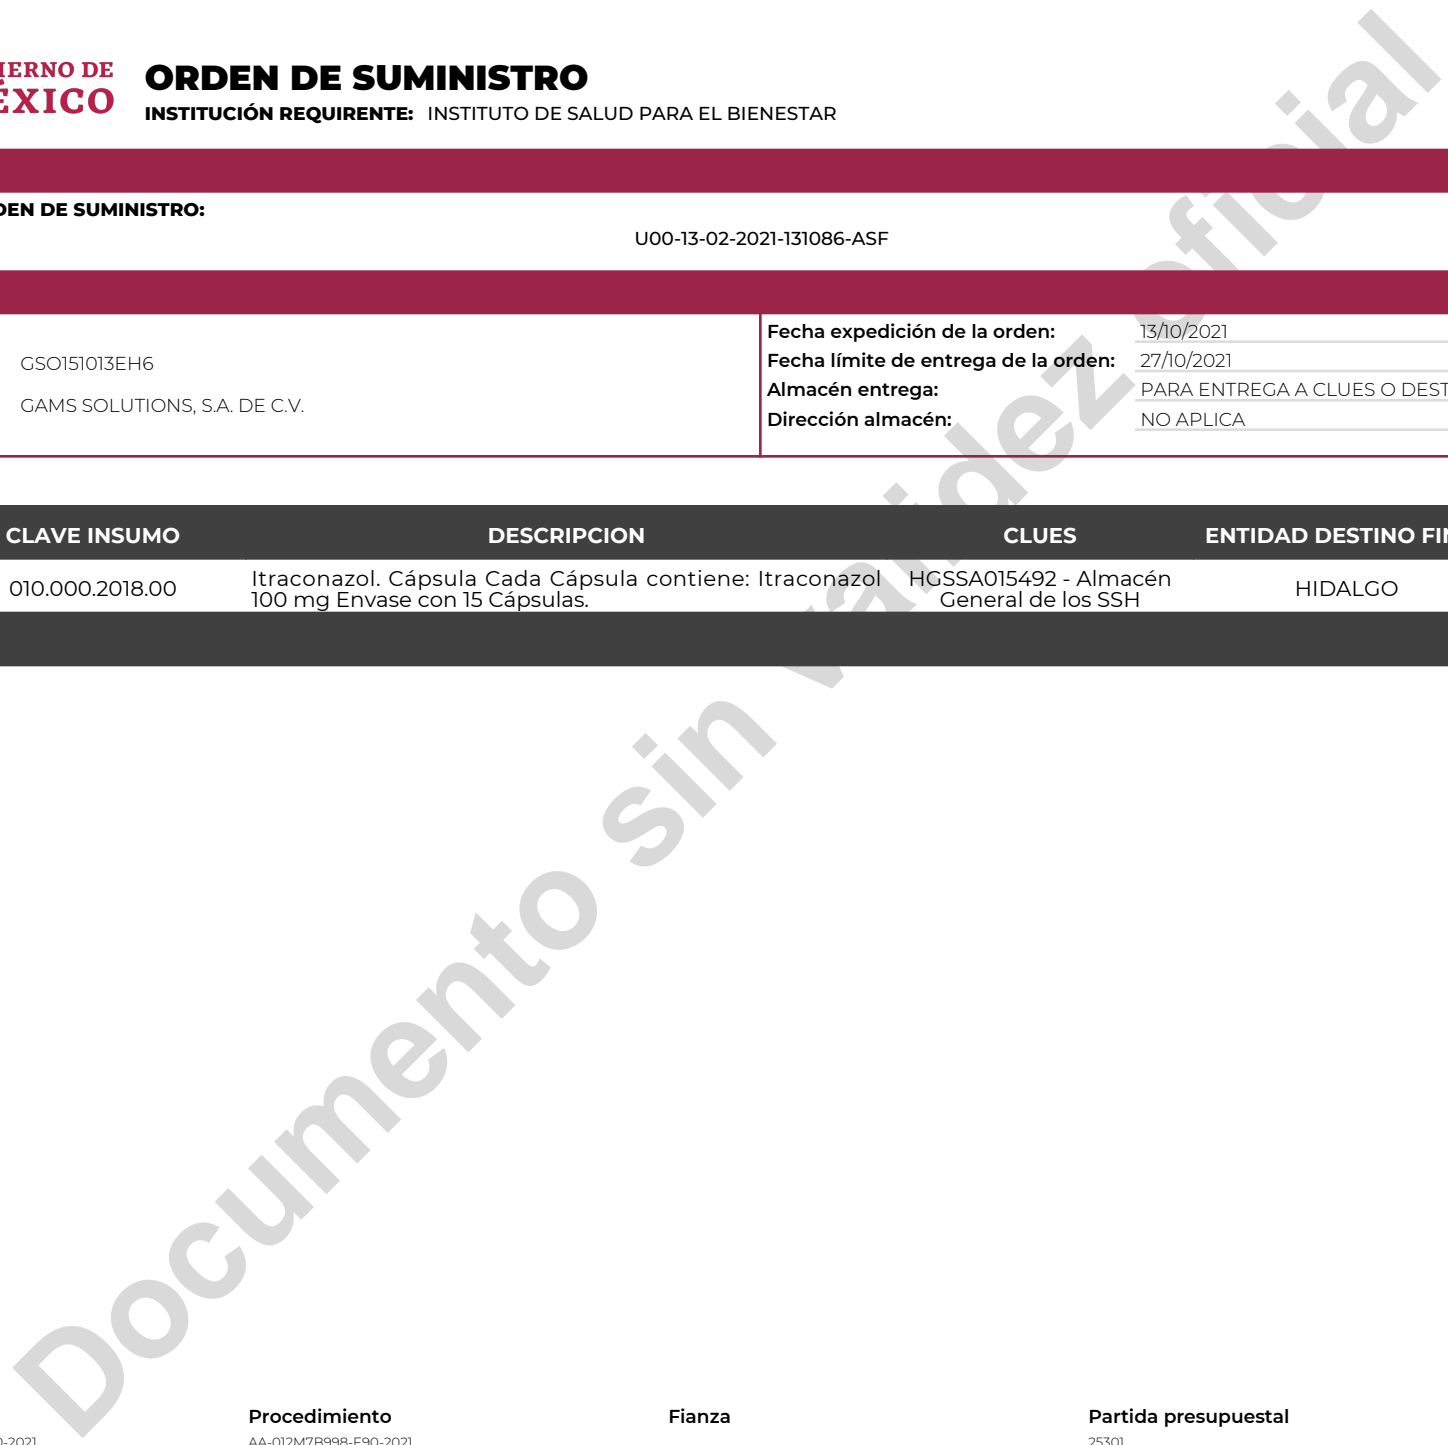 IERNO DE
ÉXICO
ORDEN DE SUMINISTRO
INSTITUCIÓN REQUIRENTE: INSTITUTO DE SALUD PARA EL BIENESTAR
DEN DE SUMINISTRO:
U00-13-02-2021-131086-ASF
GSO151013EH6
GAMS SOLUTIONS, S.A. DE C.V.
Fecha expedición de la orden: 13/10/2021
Fecha límite de entrega de la orden: 27/10/2021
Almacén entrega: PARA ENTREGA A CLUES O DEST
Dirección almacén: NO APLICA
CLAVE INSUMO DESCRIPCION CLUES ENTIDAD DESTINO FIN
010.000.2018.00
Itraconazol. Cápsula Cada Cápsula contiene: Itraconazol
100 mg Envase con 15 Cápsulas.
HGSSA015492 - Almacén
General de los SSH
HIDALGO
Documento sin validez oficial
Procedimiento Fianza Partida presupuestal
0-2021 AA-012M7B998-E90-2021 25301